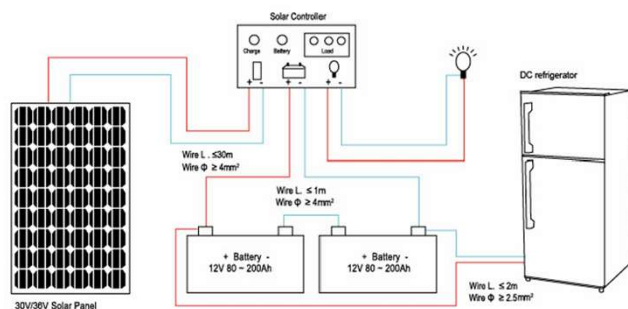 Solar Controller
Charge
Battery
Load
+ - + - + -
DC refrigerator
Wire L . ≤30m
Wire Φ ≥ 4mm²
Wire L. ≤ 1m
Wire Φ ≥ 4mm²
+ Battery -
12V 80 ~ 200Ah
+ Battery -
12V 80 ~ 200Ah
Wire L. ≤ 2m
Wire Φ ≥ 2.5mm²
30V/36V Solar Panel